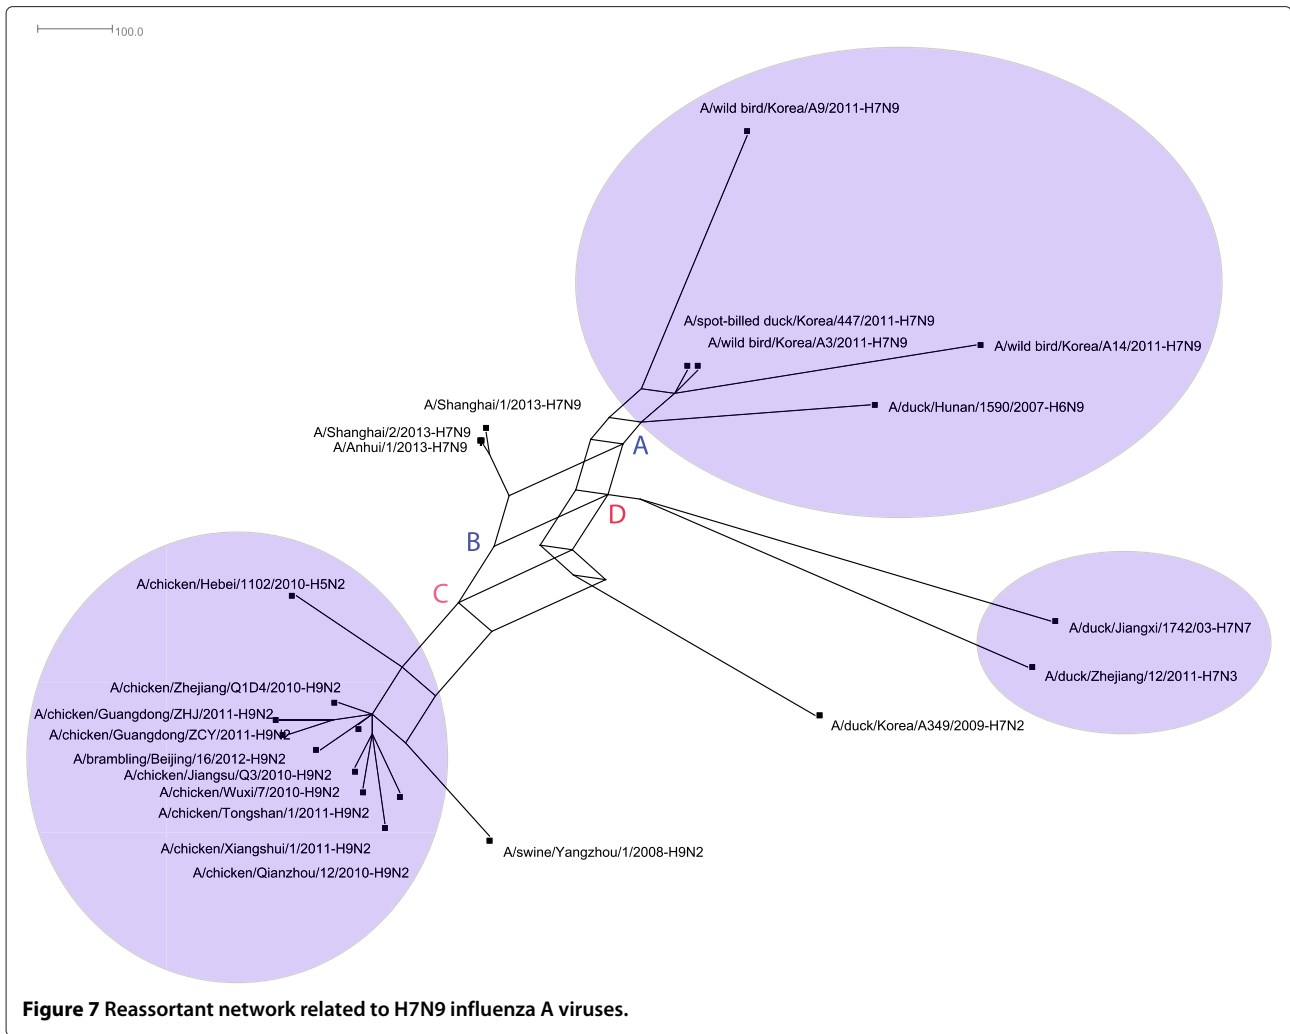 100.0
A/wild bird/Korea/A9/2011-H7N9
A/spot-billed duck/Korea/447/2011-H7N9
A/wild bird/Korea/A3/2011-H7N9
A/wild bird/Korea/A14/2011-H7N9
A/Shanghai/1/2013-H7N9
A/duck/Hunan/1590/2007-H6N9
A/Shanghai/2/2013-H7N9
A/Anhui/1/2013-H7N9
A
D
B
A/chicken/Hebei/1102/2010-H5N2
C
A/duck/Jiangxi/1742/03-H7N7
A/duck/Zhejiang/12/2011-H7N3
A/chicken/Zhejiang/Q1D4/2010-H9N2
A/chicken/Guangdong/ZHJ/2011-H9N2
A/duck/Korea/A349/2009-H7N2
A/chicken/Guangdong/ZCY/2011-H9N2
A/brambling/Beijing/16/2012-H9N2
A/chicken/Jiangsu/Q3/2010-H9N2
A/chicken/Wuxi/7/2010-H9N2
A/chicken/Tongshan/1/2011-H9N2
A/chicken/Xiangshui/1/2011-H9N2
A/swine/Yangzhou/1/2008-H9N2
A/chicken/Qianzhou/12/2010-H9N2
Figure 7 Reassortant network related to H7N9 influenza A viruses.